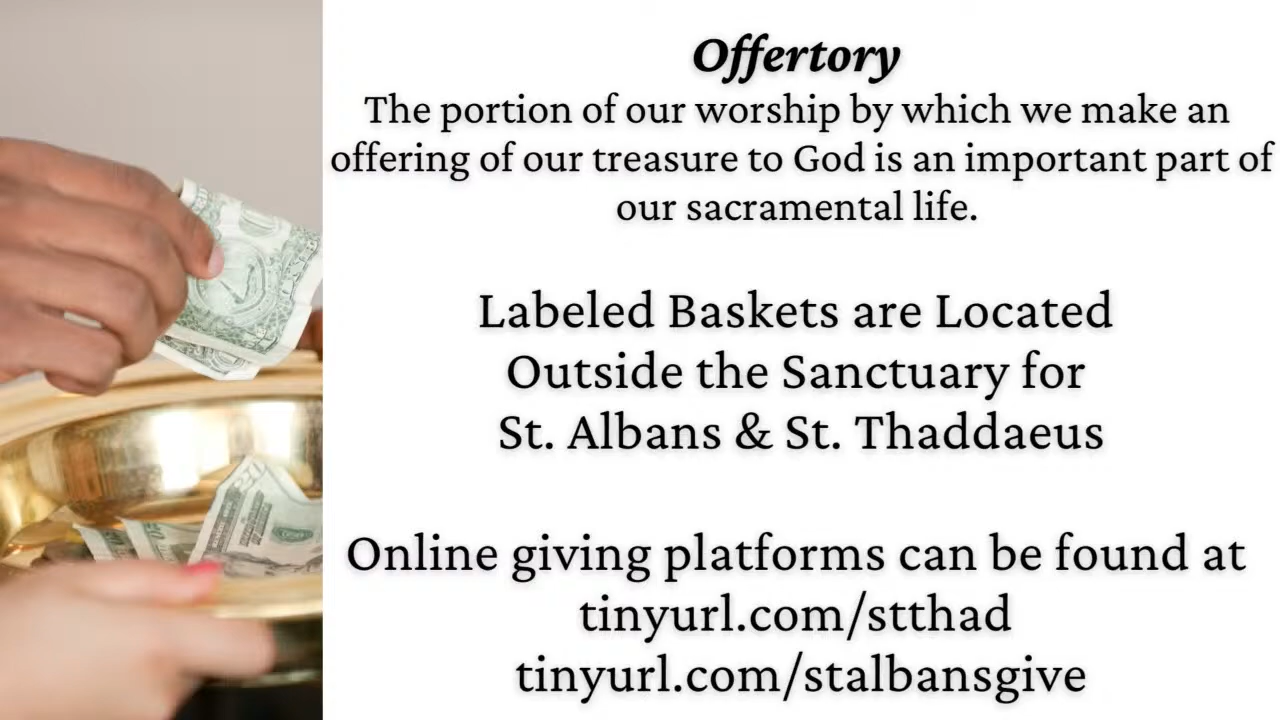 Offertory
The portion of our worship by which we make an
offering of our treasure to God is an important part of
our sacramental life.
Labeled Baskets are Located
Outside the Sanctuary for
St. Albans & St. Thaddaeus
Online giving platforms can be found at
tinyurl.com/stthad
tinyurl.com/stalbansgive